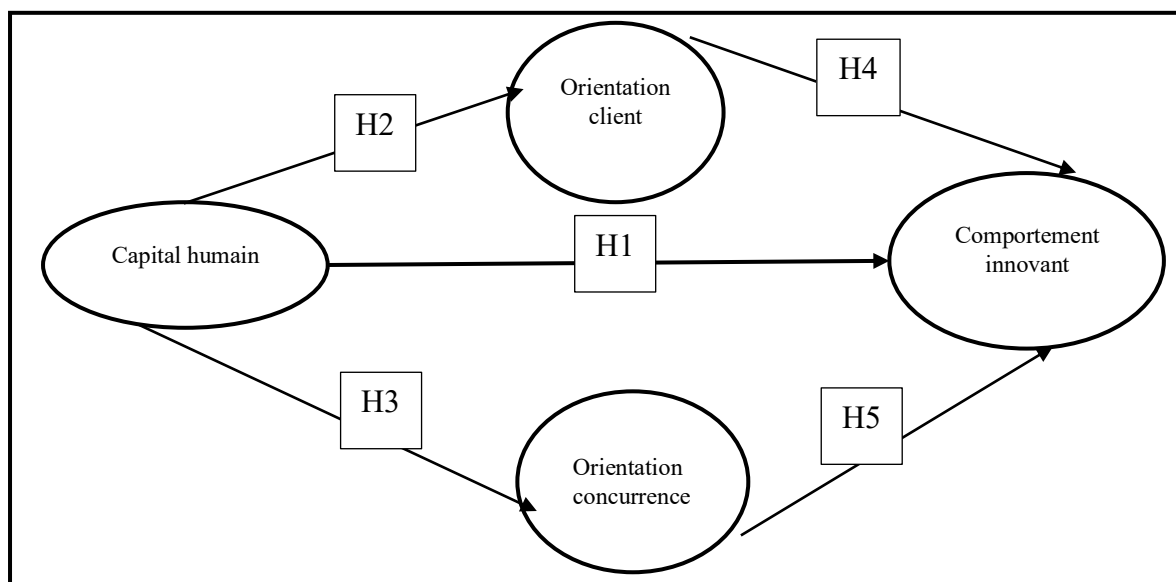 Orientation
client
H4
H2
Capital humain
H1
Comportement
innovant
H3
H5
Orientation
concurrence